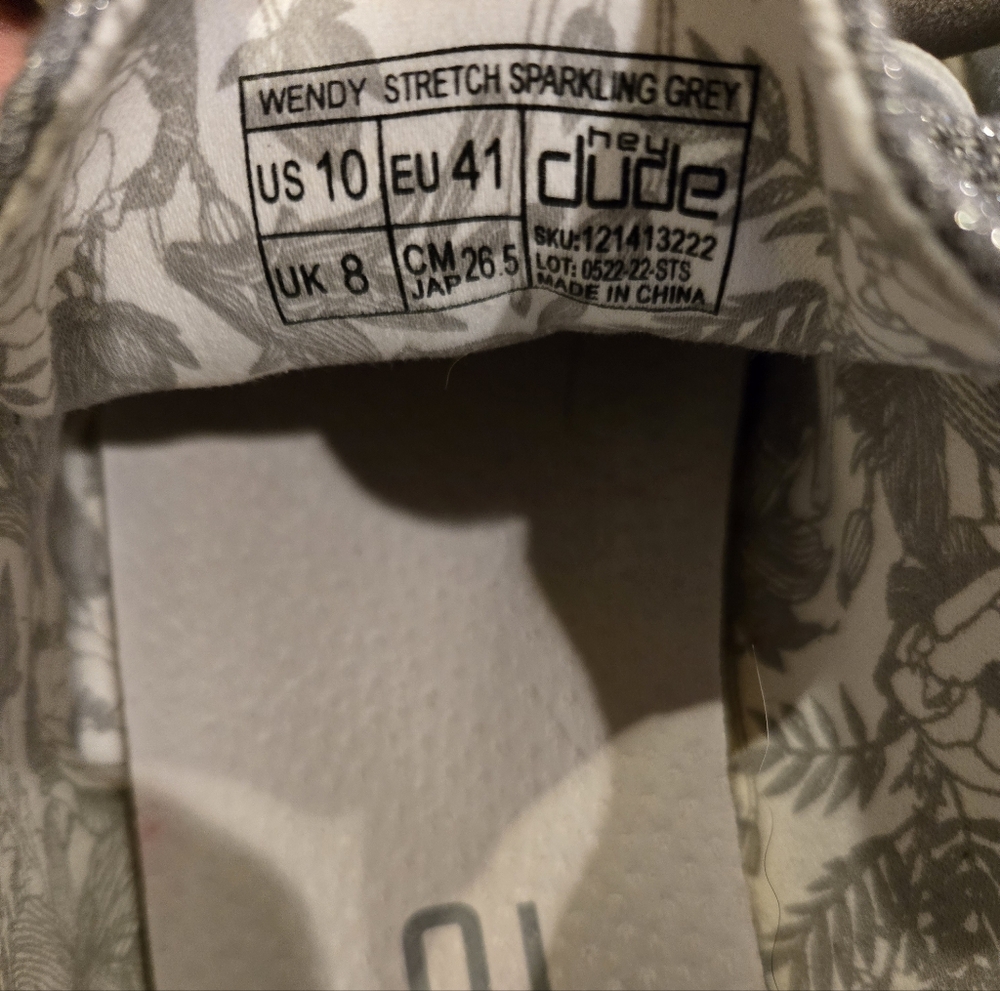 WENDY STRETCH SPARKLING GREY
US 10
EU 41
hey
dude
UK 8
CM
JAP
26.5
SKU:121413222
LOT: 0522-22-STS
MADE IN CHINA